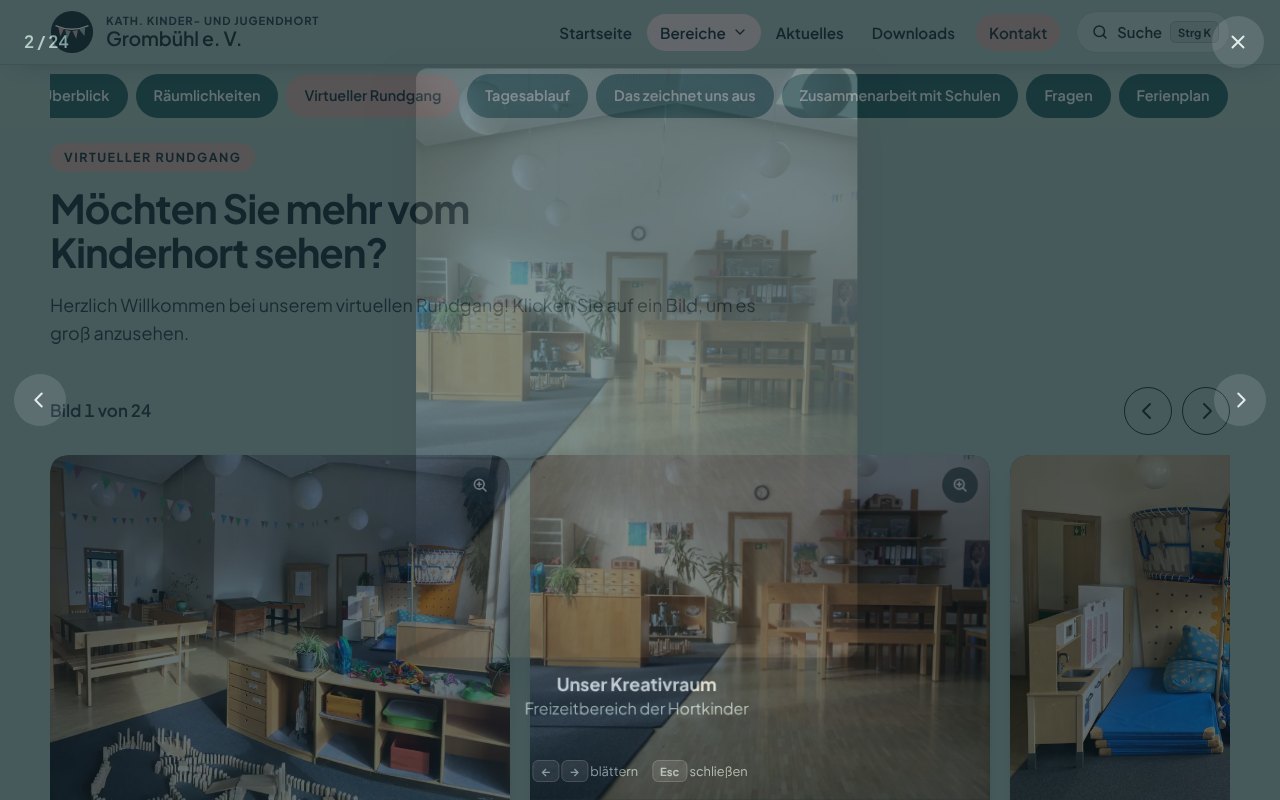 KATH. KINDER- UND JUGENDHORT
Grombühl e. V.
Startseite
Bereiche
Aktuelles
Downloads
Kontakt
Suche
Strg K
2 / 24
Überblick
Räumlichkeiten
Virtueller Rundgang
Tagesablauf
Das zeichnet uns aus
Zusammenarbeit mit Schulen
Fragen
Ferienplan
VIRTUELLER RUNDGANG
Möchten Sie mehr vom
Kinderhort sehen?
Herzlich Willkommen bei unserem virtuellen Rundgang! Klicken Sie auf ein Bild, um es
groß anzusehen.
Bild 1 von 24
Unser Kreativraum
Freizeitbereich der Hortkinder
← → blättern Esc schließen